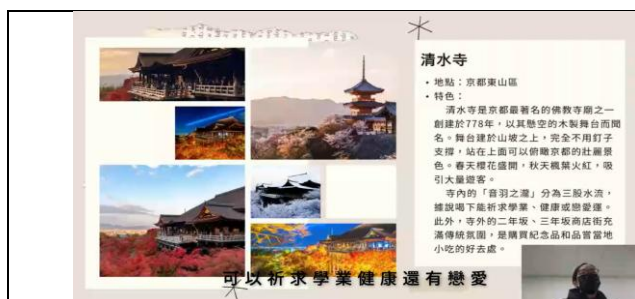 清水寺
• 地點：京都東山區
• 特色：
清水寺是京都最著名的佛教寺廟之一
創建於778年，以其懸空的木製舞台而聞
名。舞台建於山坡之上，完全不用釘子
支撐，站在上面可以俯瞰京都的壯麗景
色。春天櫻花盛開，秋天楓葉火紅，吸
引大量遊客。
寺內的「音羽之瀧」分為三股水流，
據說喝下能祈求學業、健康或戀愛運。
此外，寺外的二年坂、三年坂商店街充
滿傳統氛圍，是購買紀念品和品嘗當地
小吃的好去處。
可以祈求學業健康還有戀愛